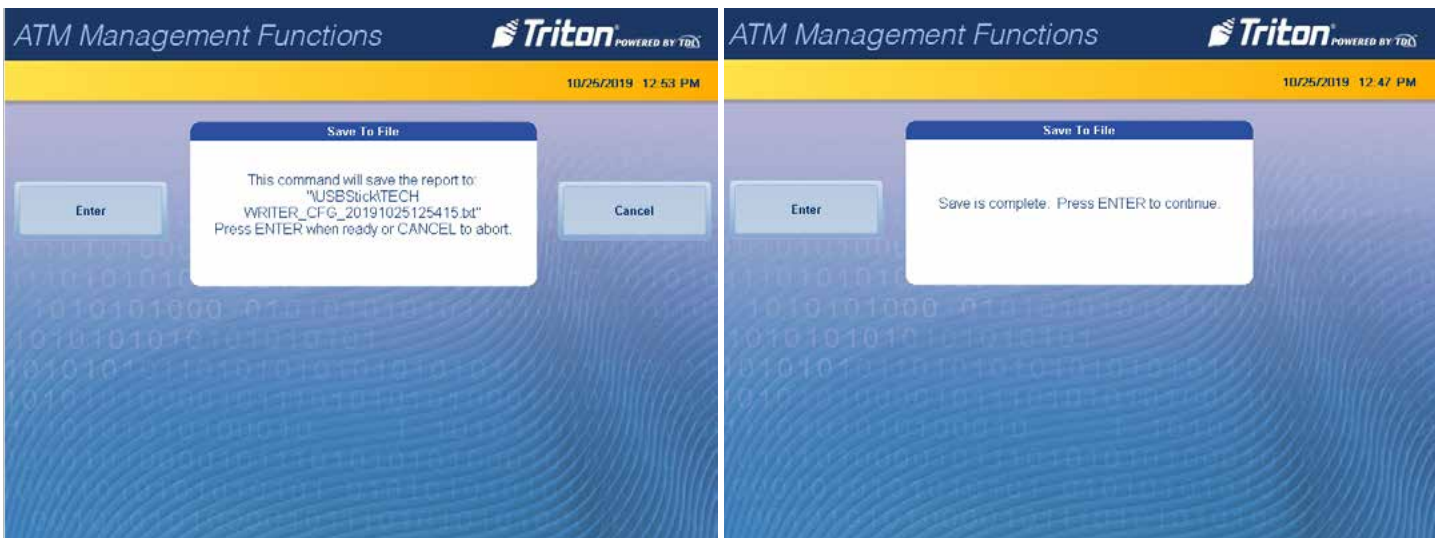 ATM Management Functions
Triton POWERED BY TDL
10/25/2019 12:53 PM
Save To File
This command will save the report to:
"\USBStick\TECH
WRITER_CFG_20191025125415.txt"
Press ENTER when ready or CANCEL to abort.
Enter
Cancel
ATM Management Functions
Triton POWERED BY TDL
10/25/2019 12:47 PM
Save To File
Save is complete. Press ENTER to continue.
Enter